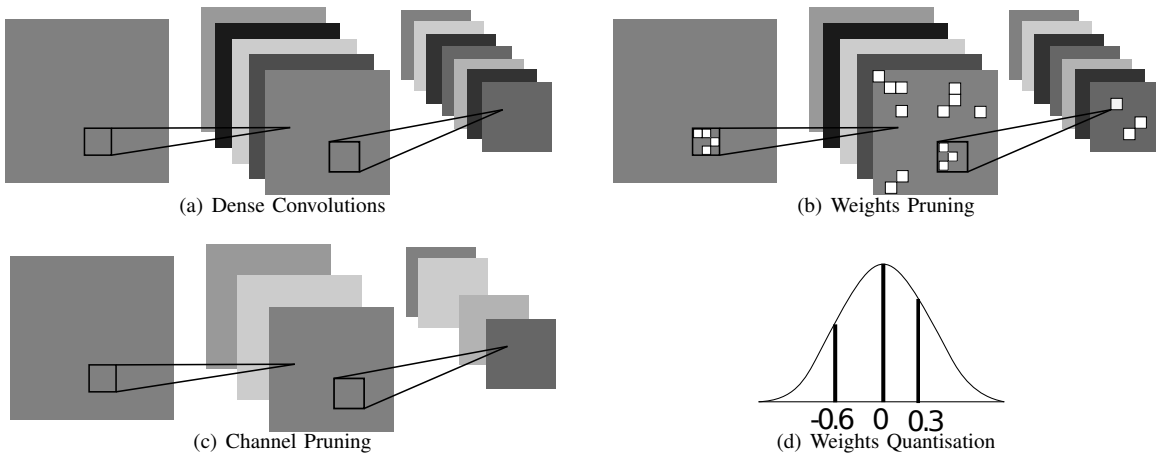 (a) Dense Convolutions
(b) Weights Pruning
-0.6 0 0.3
(c) Channel Pruning
(d) Weights Quantisation